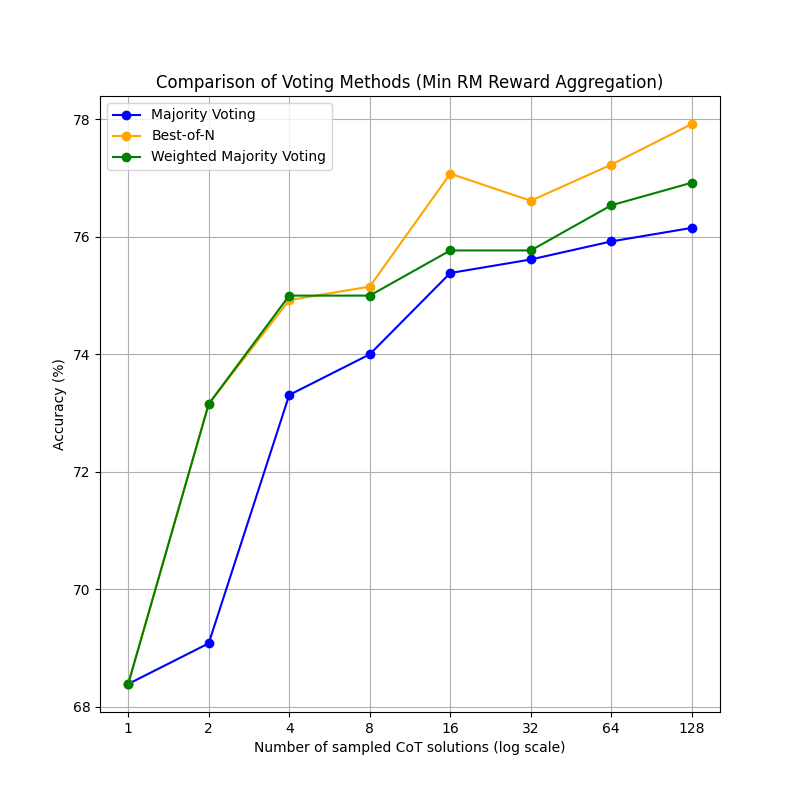 Comparison of Voting Methods (Min RM Reward Aggregation)
Majority Voting
Best-of-N
Weighted Majority Voting
78
76
74
72
70
68
Accuracy (%)
1 2 4 8 16 32 64 128
Number of sampled CoT solutions (log scale)